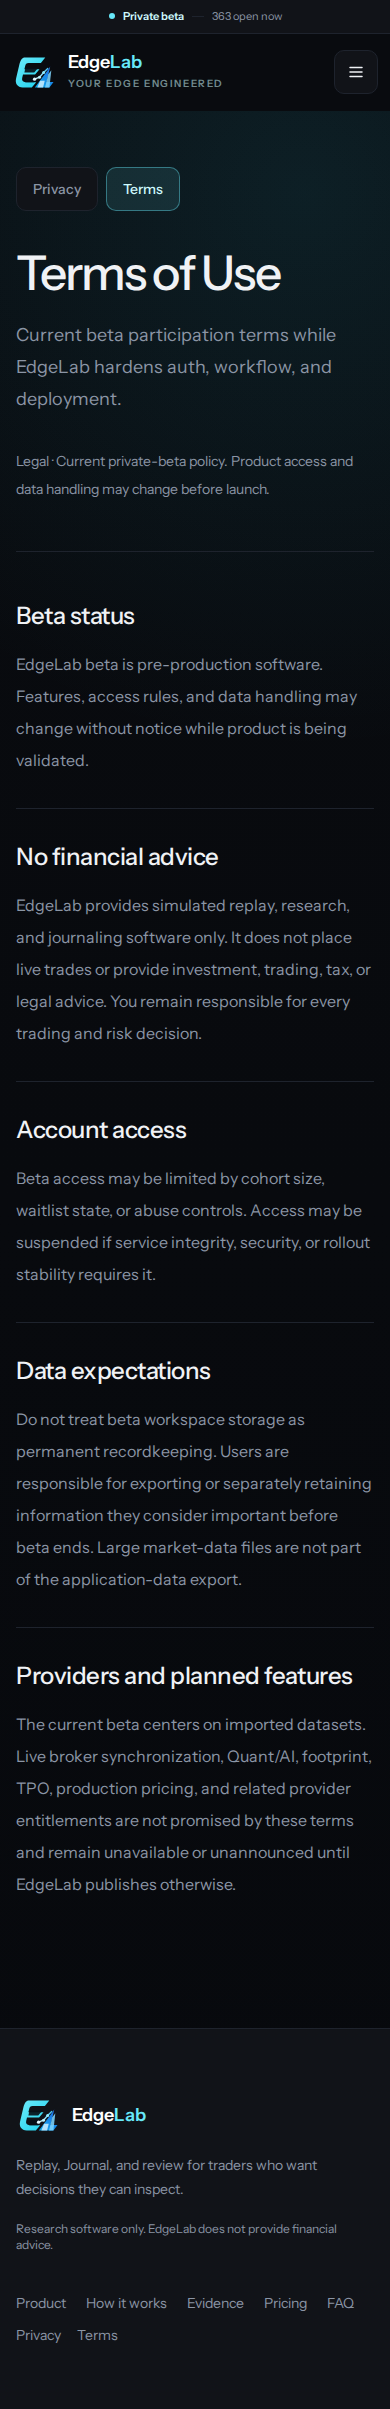 Private beta — 363 open now
EdgeLab
YOUR EDGE ENGINEERED
Privacy Terms
Terms of Use
Current beta participation terms while
EdgeLab hardens auth, workflow, and
deployment.
Legal · Current private-beta policy. Product access and
data handling may change before launch.
Beta status
EdgeLab beta is pre-production software.
Features, access rules, and data handling may
change without notice while product is being
validated.
No financial advice
EdgeLab provides simulated replay, research,
and journaling software only. It does not place
live trades or provide investment, trading, tax, or
legal advice. You remain responsible for every
trading and risk decision.
Account access
Beta access may be limited by cohort size,
waitlist state, or abuse controls. Access may be
suspended if service integrity, security, or rollout
stability requires it.
Data expectations
Do not treat beta workspace storage as
permanent recordkeeping. Users are
responsible for exporting or separately retaining
information they consider important before
beta ends. Large market-data files are not part
of the application-data export.
Providers and planned features
The current beta centers on imported datasets.
Live broker synchronization, Quant/AI, footprint,
TPO, production pricing, and related provider
entitlements are not promised by these terms
and remain unavailable or unannounced until
EdgeLab publishes otherwise.
EdgeLab
Replay, Journal, and review for traders who want
decisions they can inspect.
Research software only. EdgeLab does not provide financial
advice.
Product How it works Evidence Pricing FAQ
Privacy Terms